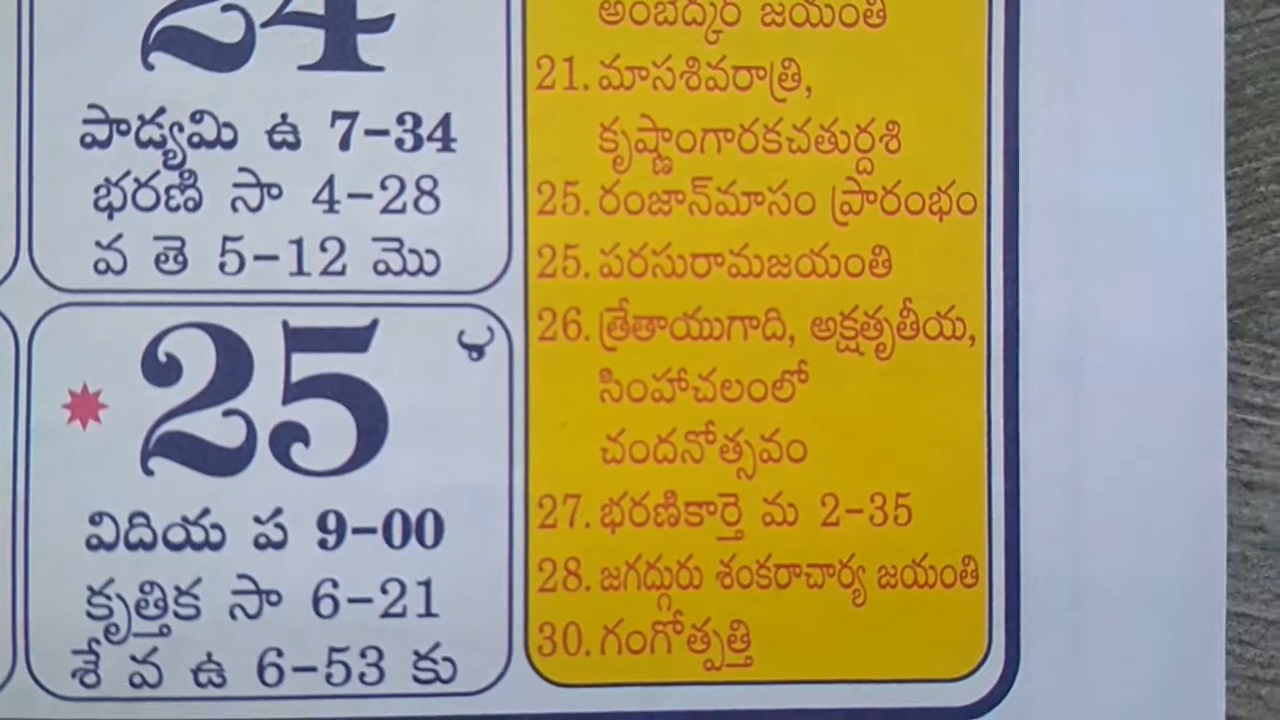 24
పాడ్యమి ఉ 7-34
భరణి సా 4-28
వ తె 5-12 మొ
25
విదియ ప 9-00
కృత్తిక సా 6-21
శే వ ఉ 6-53 కు
అంబేద్కర్ జయంతి
21. మాసశివరాత్రి,
కృష్ణాంగారకచతుర్దశి
25. రంజాన్‌మాసం ప్రారంభం
25. పరసురామజయంతి
26. త్రేతాయుగాది, అక్షతృతీయ,
సింహాచలంలో
చందనోత్సవం
27. భరణికార్తె మ 2-35
28. జగద్గురు శంకరాచార్య జయంతి
30. గంగోత్పత్తి